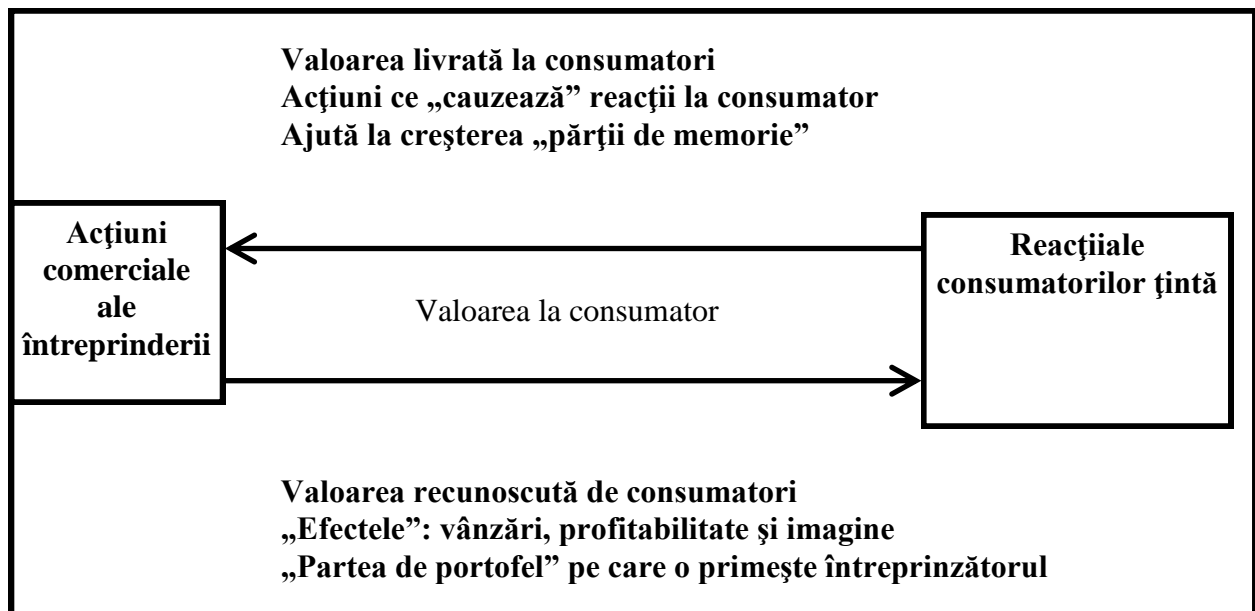 Valoarea livrată la consumatori
Acţiuni ce „cauzează” reacţii la consumator
Ajută la creşterea „părţii de memorie”
Acţiuni
comerciale
ale
întreprinderii
Valoarea la consumator
Reacţiiale
consumatorilor ţintă
Valoarea recunoscută de consumatori
„Efectele”: vânzări, profitabilitate şi imagine
„Partea de portofel” pe care o primeşte întreprinzătorul